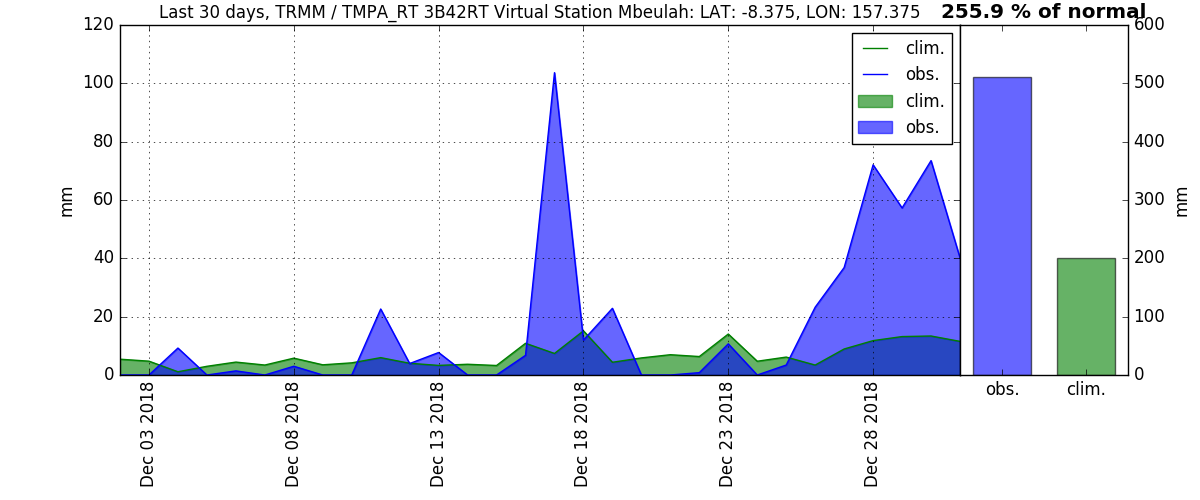 Last 30 days, TRMM / TMPA_RT 3B42RT Virtual Station Mbeulah: LAT: -8.375, LON: 157.375
255.9 % of normal
120
100
80
60
40
20
0
mm
clim.
obs.
clim.
obs.
600
500
400
300
200
100
0
mm
obs.
clim.
Dec 03 2018
Dec 08 2018
Dec 13 2018
Dec 18 2018
Dec 23 2018
Dec 28 2018